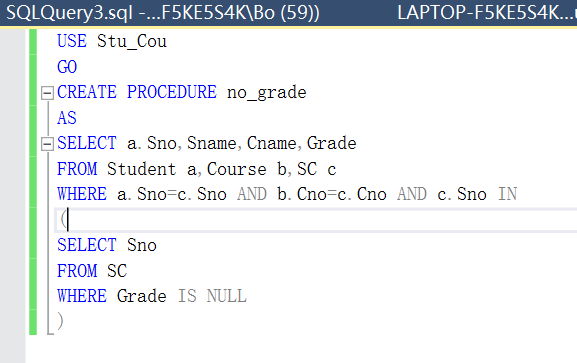 SQLQuery3.sql -...F5KE5S4K\Bo (59)) LAPTOP-F5KE5S4K...
USE Stu_Cou
GO
CREATE PROCEDURE no_grade
AS
SELECT a.Sno,Sname,Cname,Grade
FROM Student a,Course b,SC c
WHERE a.Sno=c.Sno AND b.Cno=c.Cno AND c.Sno IN
(
SELECT Sno
FROM SC
WHERE Grade IS NULL
)